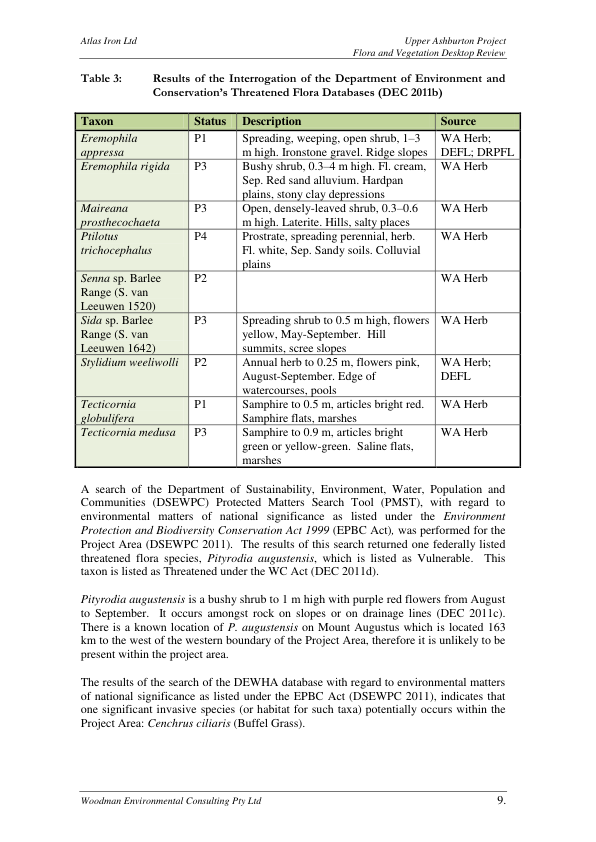 Atlas Iron Ltd
Upper Ashburton Project
Flora and Vegetation Desktop Review
Table 3: Results of the Interrogation of the Department of Environment and
Conservation's Threatened Flora Databases (DEC 2011b)
Taxon Status Description Source
Eremophila P1 Spreading, weeping, open shrub, 1–3 WA Herb;
appressa m high. Ironstone gravel. Ridge slopes DEFL; DRPFL
Eremophila rigida P3 Bushy shrub, 0.3–4 m high. Fl. cream, WA Herb
Sep. Red sand alluvium. Hardpan
plains, stony clay depressions
Maireana P3 Open, densely-leaved shrub, 0.3–0.6 WA Herb
prosthecochaeta m high. Laterite. Hills, salty places
Ptilotus P4 Prostrate, spreading perennial, herb. WA Herb
trichocephalus Fl. white, Sep. Sandy soils. Colluvial
plains
Senna sp. Barlee P2 WA Herb
Range (S. van
Leeuwen 1520)
Sida sp. Barlee P3 Spreading shrub to 0.5 m high, flowers WA Herb
Range (S. van yellow, May-September. Hill
Leeuwen 1642) summits, scree slopes
Stylidium weeliwolli P2 Annual herb to 0.25 m, flowers pink, WA Herb;
August-September. Edge of DEFL
watercourses, pools
Tecticornia P1 Samphire to 0.5 m, articles bright red. WA Herb
globulifera Samphire flats, marshes
Tecticornia medusa P3 Samphire to 0.9 m, articles bright WA Herb
green or yellow-green. Saline flats,
marshes
A search of the Department of Sustainability, Environment, Water, Population and
Communities (DSEWPC) Protected Matters Search Tool (PMST), with regard to
environmental matters of national significance as listed under the Environment
Protection and Biodiversity Conservation Act 1999 (EPBC Act), was performed for the
Project Area (DSEWPC 2011). The results of this search returned one federally listed
threatened flora species, Pityrodia augustensis, which is listed as Vulnerable. This
taxon is listed as Threatened under the WC Act (DEC 2011d).
Pityrodia augustensis is a bushy shrub to 1 m high with purple red flowers from August
to September. It occurs amongst rock on slopes or on drainage lines (DEC 2011c).
There is a known location of P. augustensis on Mount Augustus which is located 163
km to the west of the western boundary of the Project Area, therefore it is unlikely to be
present within the project area.
The results of the search of the DEWHA database with regard to environmental matters
of national significance as listed under the EPBC Act (DSEWPC 2011), indicates that
one significant invasive species (or habitat for such taxa) potentially occurs within the
Project Area: Cenchrus ciliaris (Buffel Grass).
Woodman Environmental Consulting Pty Ltd 9.